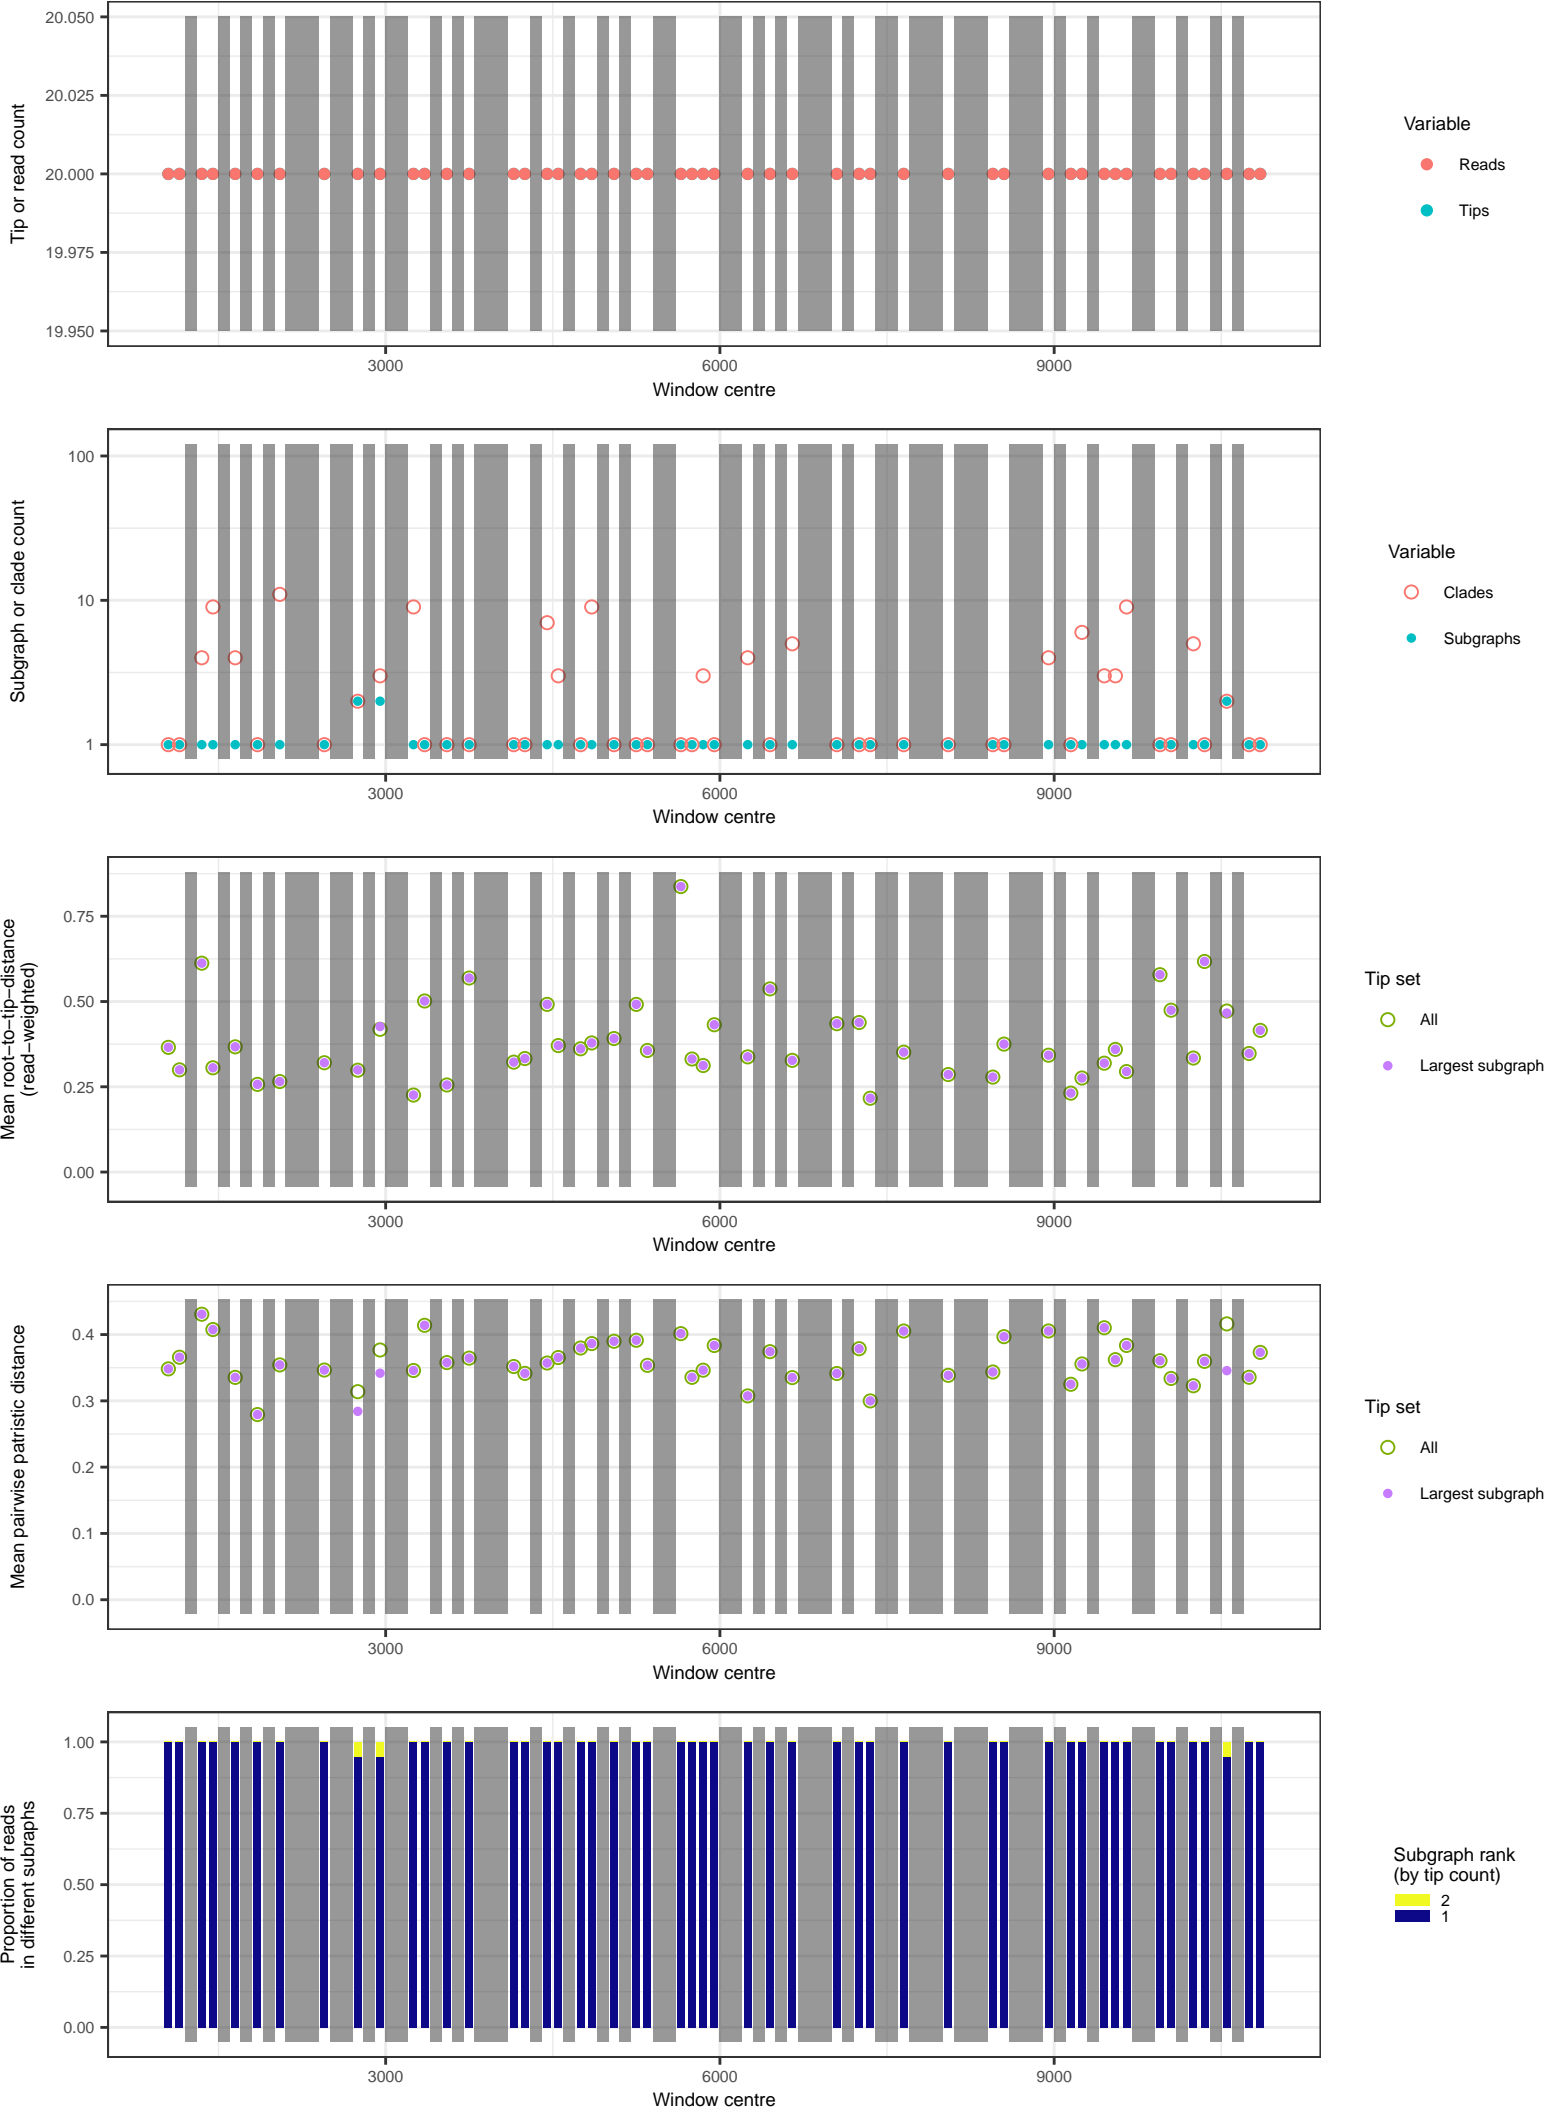 20.050
20.025
20.000
19.975
19.950
Tip or read count
3000
6000
9000
Window centre
Variable
Reads
Tips
100
10
1
Subgraph or clade count
3000
6000
9000
Window centre
Variable
Clades
Subgraphs
0.75
0.50
0.25
0.00
Mean root−to−tip−distance
(read−weighted)
3000
6000
9000
Window centre
Tip set
All
Largest subgraph
0.4
0.3
0.2
0.1
0.0
Mean pairwise patristic distance
3000
6000
9000
Window centre
Tip set
All
Largest subgraph
1.00
0.75
0.50
0.25
0.00
Proportion of reads
in different subraphs
3000
6000
9000
Window centre
Subgraph rank
(by tip count)
2
1